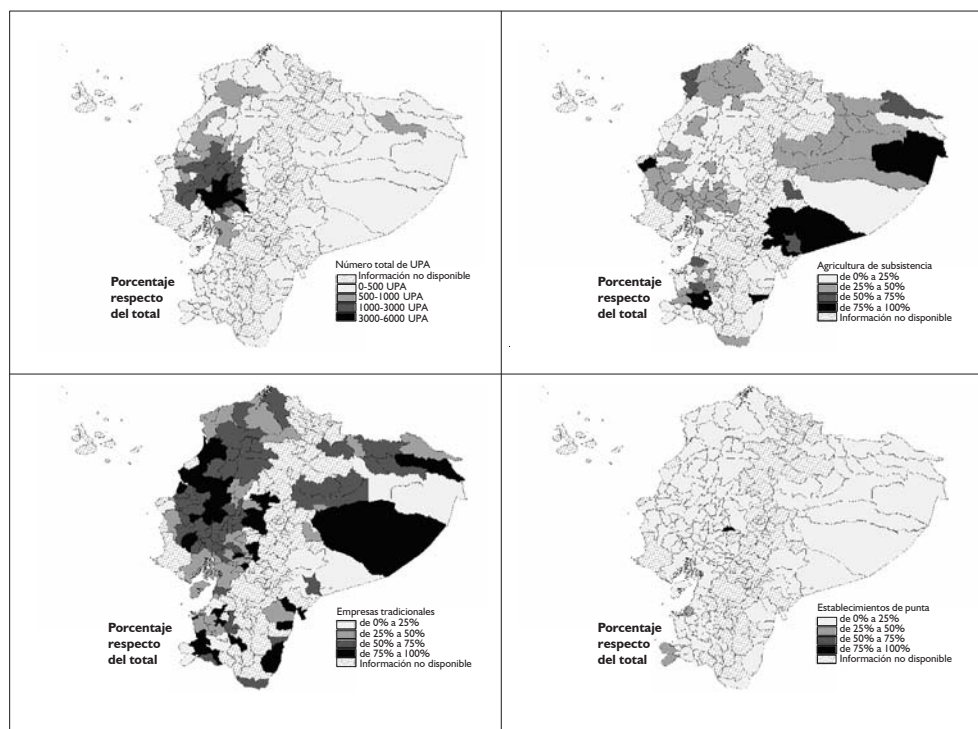 Porcentaje
respecto
del total
Número total de UPA
Información no disponible
0-500 UPA
500-1000 UPA
1000-3000 UPA
3000-6000 UPA
Porcentaje
respecto
del total
Agricultura de subsistencia
de 0% a 25%
de 25% a 50%
de 50% a 75%
de 75% a 100%
Información no disponible
Porcentaje
respecto
del total
Empresas tradicionales
de 0% a 25%
de 25% a 50%
de 50% a 75%
de 75% a 100%
Información no disponible
Porcentaje
respecto
del total
Establecimientos de punta
de 0% a 25%
de 25% a 50%
de 50% a 75%
de 75% a 100%
Información no disponible